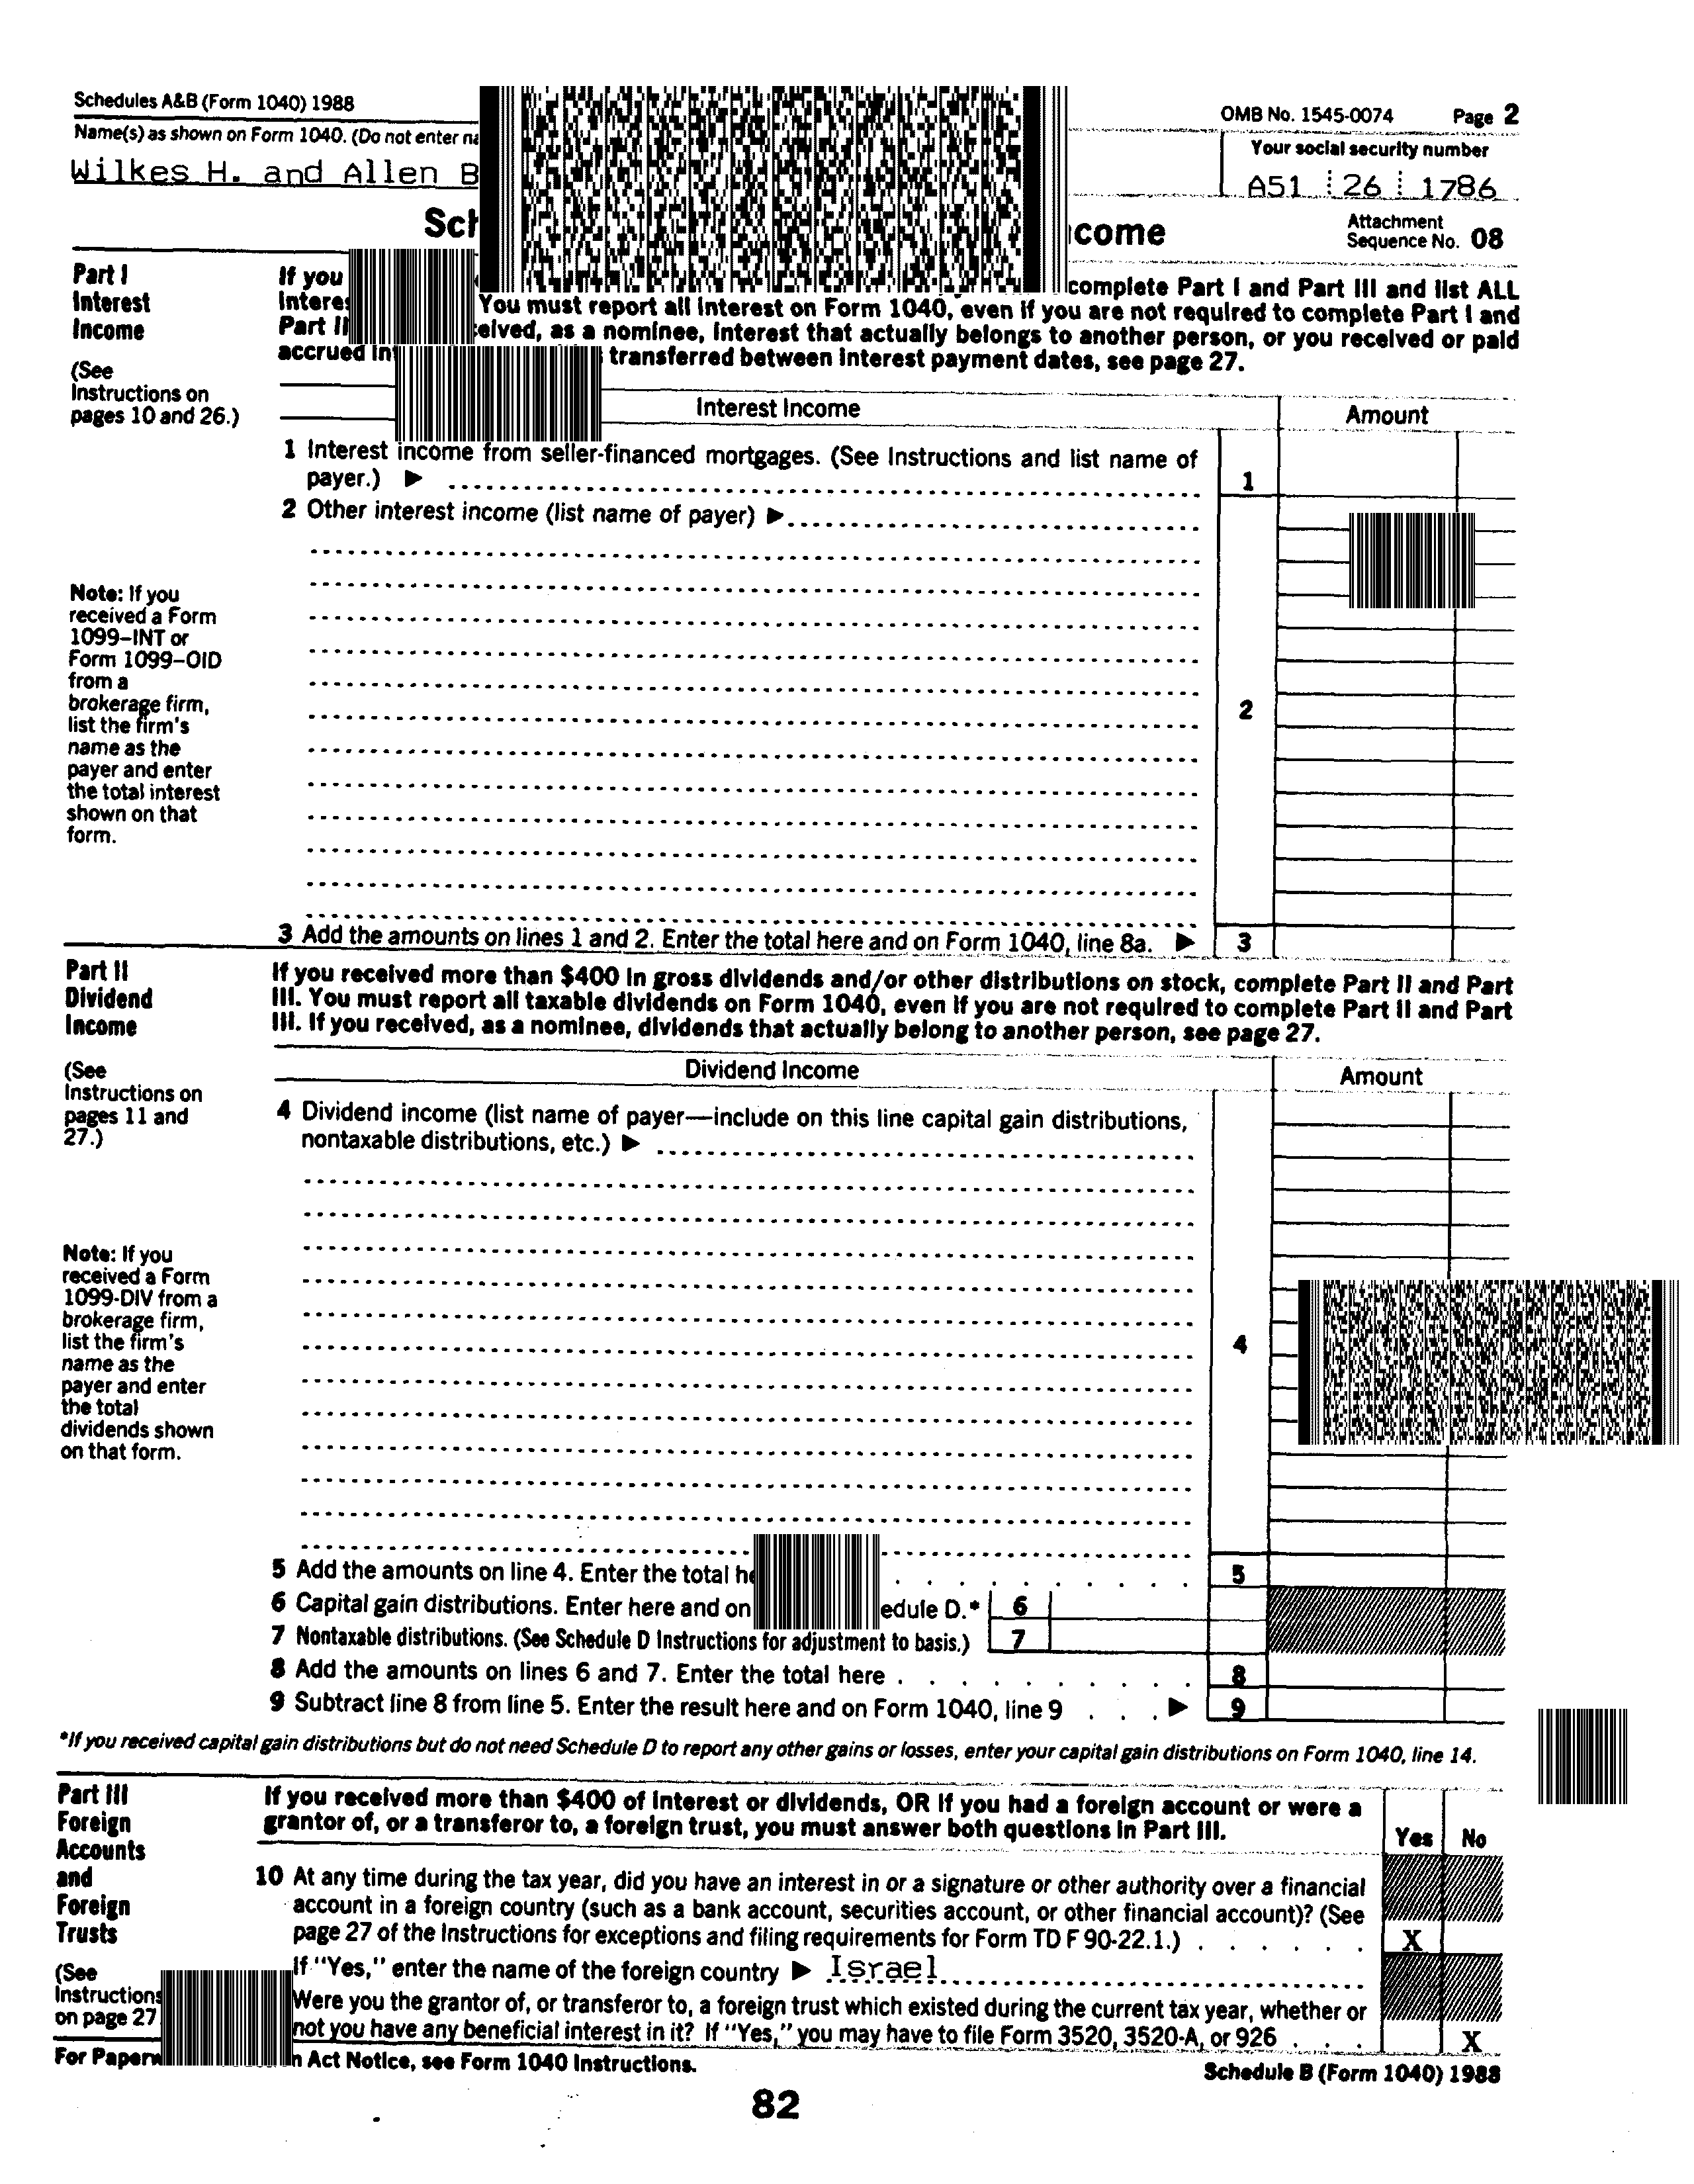 Schedules A&B (Form 1040) 1988
OMB No. 1545-0074 Page 2
Name(s) as shown on Form 1040. (Do not enter
Your social security number
Wilkes H. and Allen
A51 26 1786
Attachment
Sequence No. 08
Part I
Interest
Income
(See
Instructions on
pages 10 and 26.)
If you complete Part I and Part III and list ALL
You must report all interest on Form 1040, even if you are not required to complete Part I and
Part as a nominee, interest that actually belongs to another person, or you received or paid
accrued transferred between interest payment dates, see page 27.
Interest Income
Amount
1 Interest income from seller-financed mortgages. (See Instructions and list name of
payer.) ▶
1
2 Other interest income (list name of payer) ▶
Note: If you
received a Form
1099–INT or
Form 1099–OID
from a
brokerage firm,
list the firm's
name as the
payer and enter
the total interest
shown on that
form.
2
3 Add the amounts on lines 1 and 2. Enter the total here and on Form 1040, line 8a. ▶ 3
Part II
Dividend
Income
(See
Instructions on
pages 11 and
27.)
If you received more than $400 in gross dividends and/or other distributions on stock, complete Part II and Part
III. You must report all taxable dividends on Form 1040, even if you are not required to complete Part II and Part
III. If you received, as a nominee, dividends that actually belong to another person, see page 27.
Dividend Income
Amount
4 Dividend income (list name of payer—include on this line capital gain distributions,
nontaxable distributions, etc.) ▶
Note: If you
received a Form
1099-DIV from a
brokerage firm,
list the firm's
name as the
payer and enter
the total
dividends shown
on that form.
4
5 Add the amounts on line 4. Enter the total . . . . . . . . . . 5
6 Capital gain distributions. Enter here and on D.* 6
7 Nontaxable distributions. (See Schedule D Instructions for adjustment to basis.) 7
8 Add the amounts on lines 6 and 7. Enter the total here . . . . . . . . . . 8
9 Subtract line 8 from line 5. Enter the result here and on Form 1040, line 9 . . . ▶ 9
*If you received capital gain distributions but do not need Schedule D to report any other gains or losses, enter your capital gain distributions on Form 1040, line 14.
Part III
Foreign
Accounts
and
Foreign
Trusts
(See
Instructions
on page 27
If you received more than $400 of interest or dividends, OR if you had a foreign account or were a
grantor of, or a transferor to, a foreign trust, you must answer both questions in Part III.
Yes No
10 At any time during the tax year, did you have an interest in or a signature or other authority over a financial
account in a foreign country (such as a bank account, securities account, or other financial account)? (See
page 27 of the Instructions for exceptions and filing requirements for Form TD F 90-22.1.) . . . . . . X
If "Yes," enter the name of the foreign country ▶ Israel
Were you the grantor of, or transferor to, a foreign trust which existed during the current tax year, whether or
not you have any beneficial interest in it? If "Yes," you may have to file Form 3520, 3520-A, or 926 . . . X
For Act Notice, see Form 1040 Instructions.
Schedule B (Form 1040) 1988
82